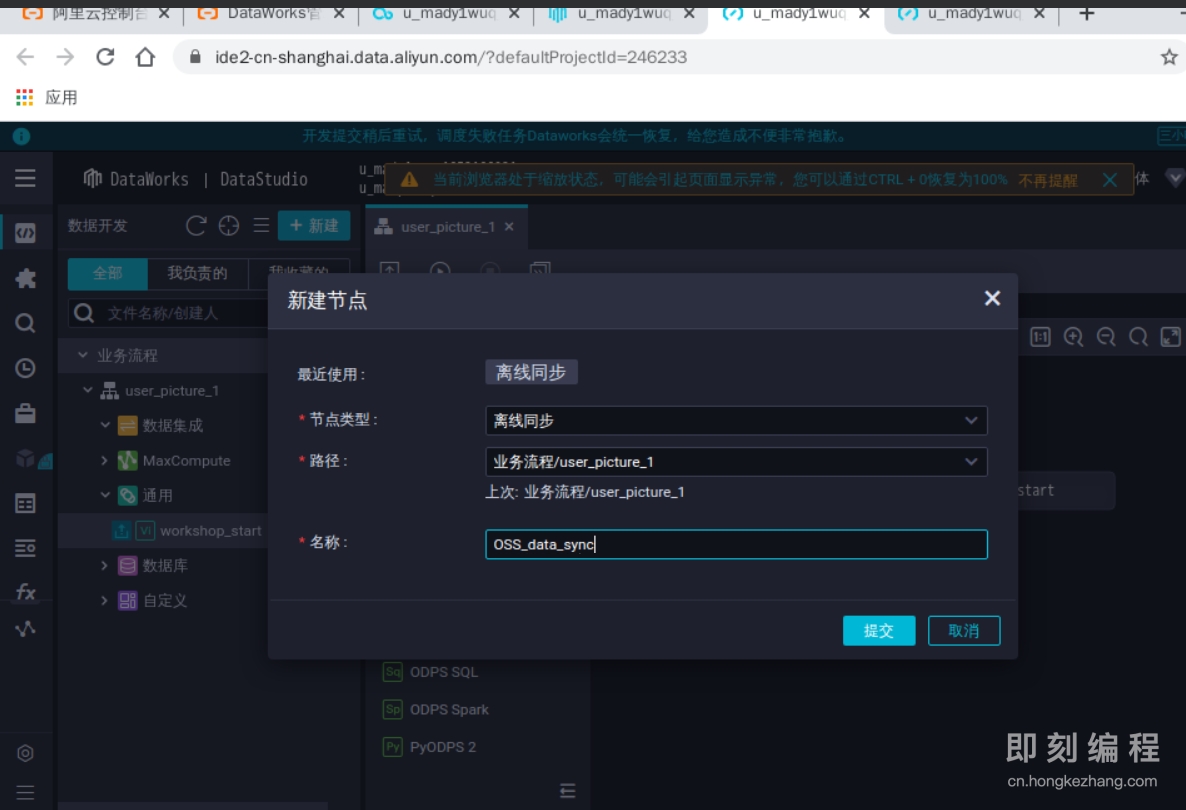 阿里云控制台
DataWorks管
u_mady1wuq
u_mady1wuq
u_mady1wuq
u_mady1wuq
ide2-cn-shanghai.data.aliyun.com/?defaultProjectId=246233
应用
开发提交稍后重试，调度失败任务Dataworks会统一恢复，给您造成不便非常抱歉。
DataWorks | DataStudio
当前浏览器处于缩放状态，可能会引起页面显示异常，您可以通过CTRL + 0恢复为100% 不再提醒
体
数据开发
+ 新建
user_picture_1
全部 我负责的 我收藏的
文件名称/创建人
业务流程
user_picture_1
数据集成
MaxCompute
通用
VI workshop_start
数据库
自定义
fx
1:1
新建节点
最近使用 :
离线同步
* 节点类型 :
离线同步
* 路径 :
业务流程/user_picture_1
上次: 业务流程/user_picture_1
* 名称 :
OSS_data_sync
提交 取消
start
Sq ODPS SQL
Sp ODPS Spark
Py PyODPS 2
即刻编程
cn.hongkezhang.com